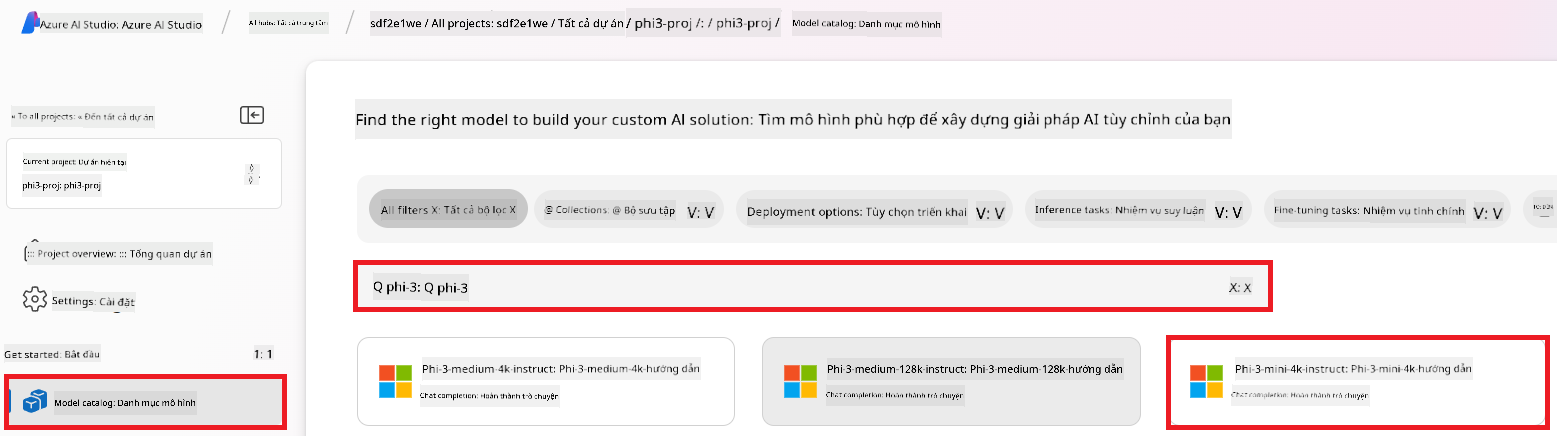 Azure AI Studio: Azure AI Studio / All hubs: Tất cả trung tâm / sdf2e1we / All projects: sdf2e1we / Tất cả dự án / phi3-proj /: / phi3-proj / Model catalog: Danh mục mô hình
« To all projects: « Đến tất cả dự án
Current project: Dự án hiện tại
phi3-proj: phi3-proj
::: Project overview: ::: Tổng quan dự án
Settings: Cài đặt
Get started: Bắt đầu 1: 1
Model catalog: Danh mục mô hình
Find the right model to build your custom AI solution: Tìm mô hình phù hợp để xây dựng giải pháp AI tùy chỉnh của bạn
All filters X: Tất cả bộ lọc X
@ Collections: @ Bộ sưu tập V: V
Deployment options: Tùy chọn triển khai V: V
Inference tasks: Nhiệm vụ suy luận V: V
Fine-tuning tasks: Nhiệm vụ tinh chỉnh V: V
Q phi-3: Q phi-3 X: X
Phi-3-medium-4k-instruct: Phi-3-medium-4k-hướng dẫn
Chat completion: Hoàn thành trò chuyện
Phi-3-medium-128k-instruct: Phi-3-medium-128k-hướng dẫn
Chat completion: Hoàn thành trò chuyện
Phi-3-mini-4k-instruct: Phi-3-mini-4k-hướng dẫn
Chat completion: Hoàn thành trò chuyện